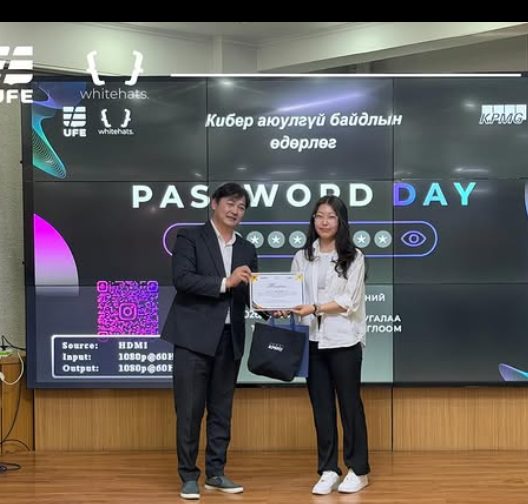 UFE
{ }
whitehats.
UFE
{ }
whitehats.
KPMG
Кибер аюулгүй байдлын
өдөрлөг
PASSWORD DAY
Source: HDMI
Input: 1080p@60H
Output: 1080p@60H
KPMG